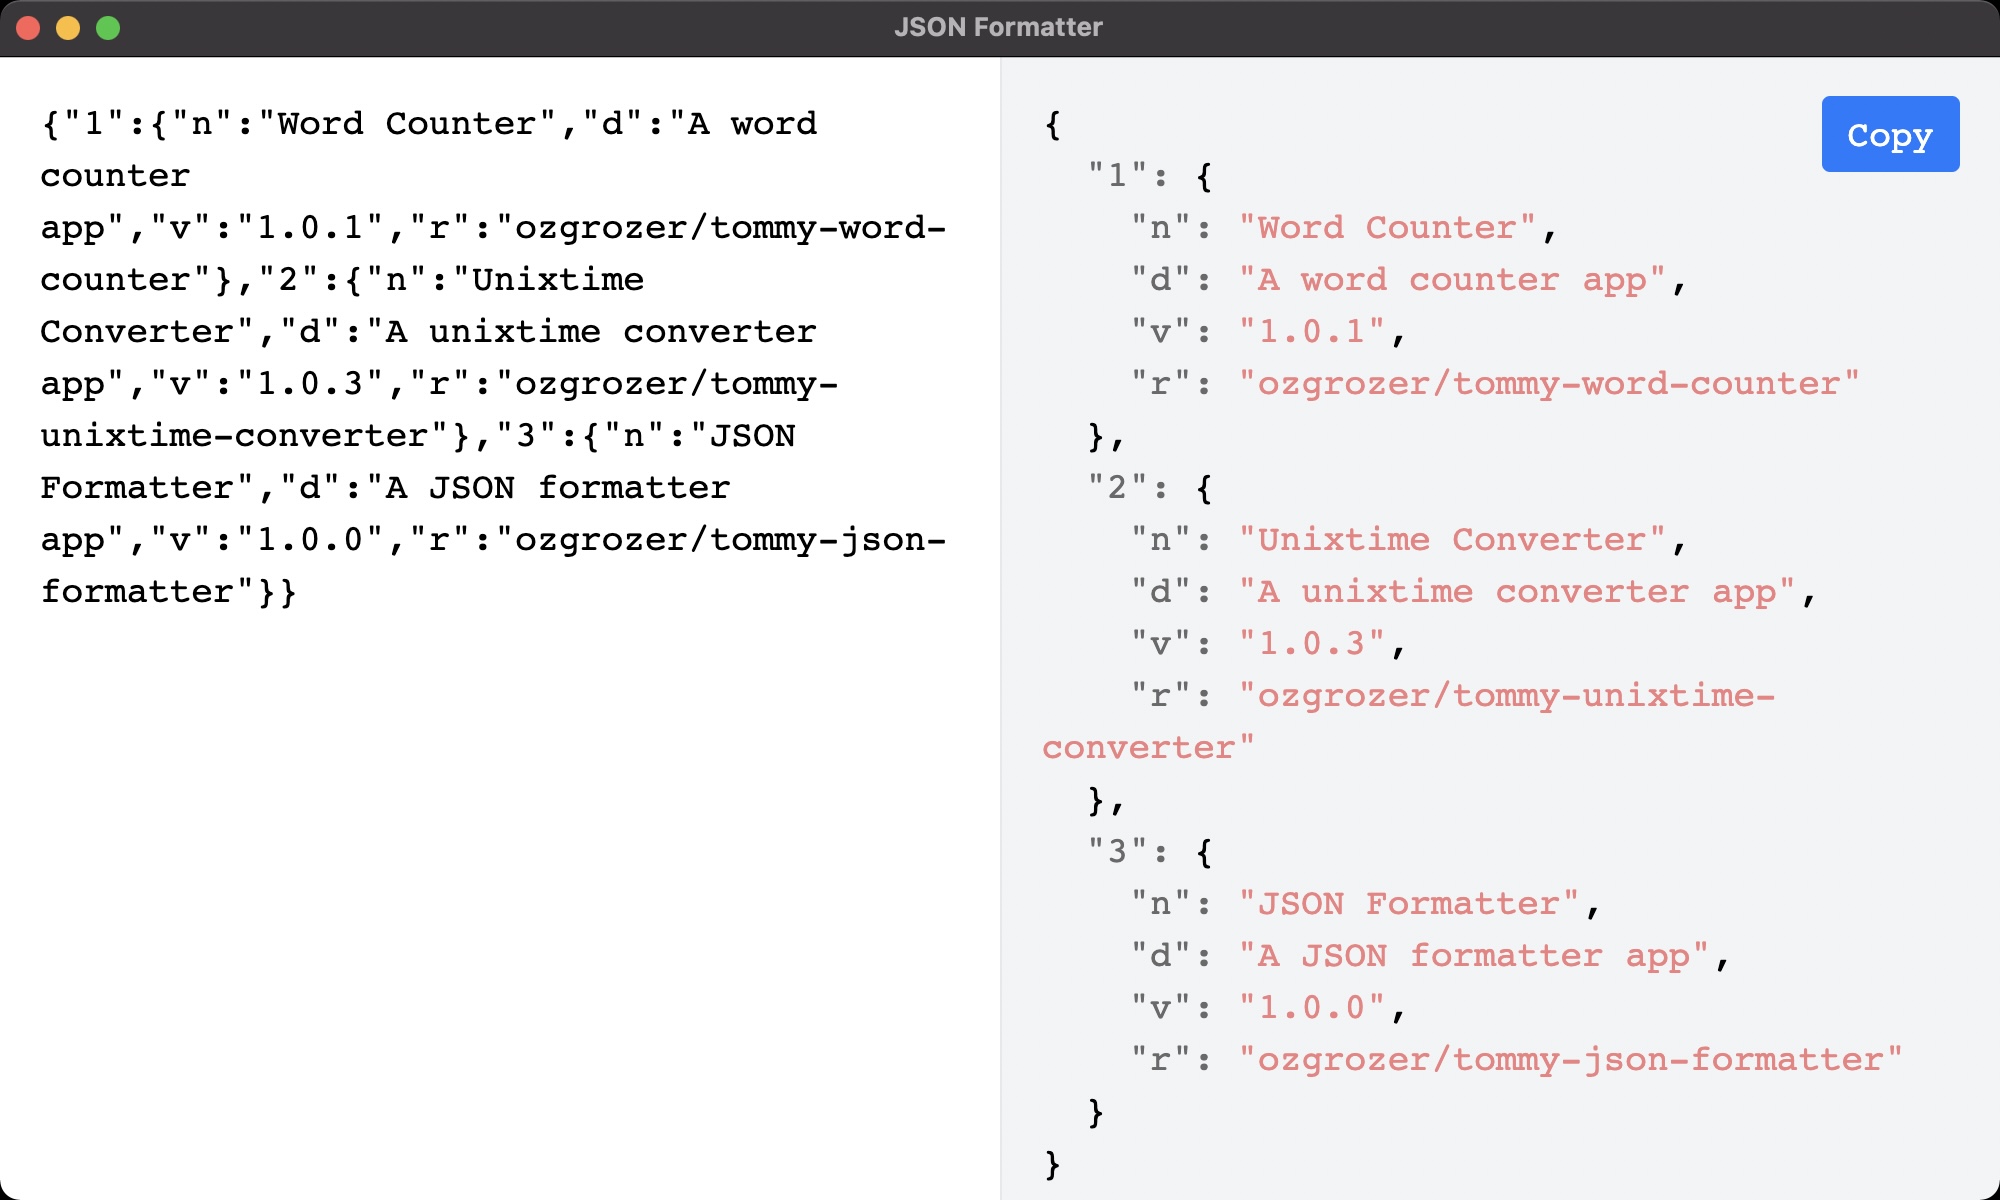 JSON Formatter
{"1":{"n":"Word Counter","d":"A word
counter
app","v":"1.0.1","r":"ozgrozer/tommy-word-
counter"},"2":{"n":"Unixtime
Converter","d":"A unixtime converter
app","v":"1.0.3","r":"ozgrozer/tommy-
unixtime-converter"},"3":{"n":"JSON
Formatter","d":"A JSON formatter
app","v":"1.0.0","r":"ozgrozer/tommy-json-
formatter"}}
Copy
{
  "1": {
    "n": "Word Counter",
    "d": "A word counter app",
    "v": "1.0.1",
    "r": "ozgrozer/tommy-word-counter"
  },
  "2": {
    "n": "Unixtime Converter",
    "d": "A unixtime converter app",
    "v": "1.0.3",
    "r": "ozgrozer/tommy-unixtime-
converter"
  },
  "3": {
    "n": "JSON Formatter",
    "d": "A JSON formatter app",
    "v": "1.0.0",
    "r": "ozgrozer/tommy-json-formatter"
  }
}